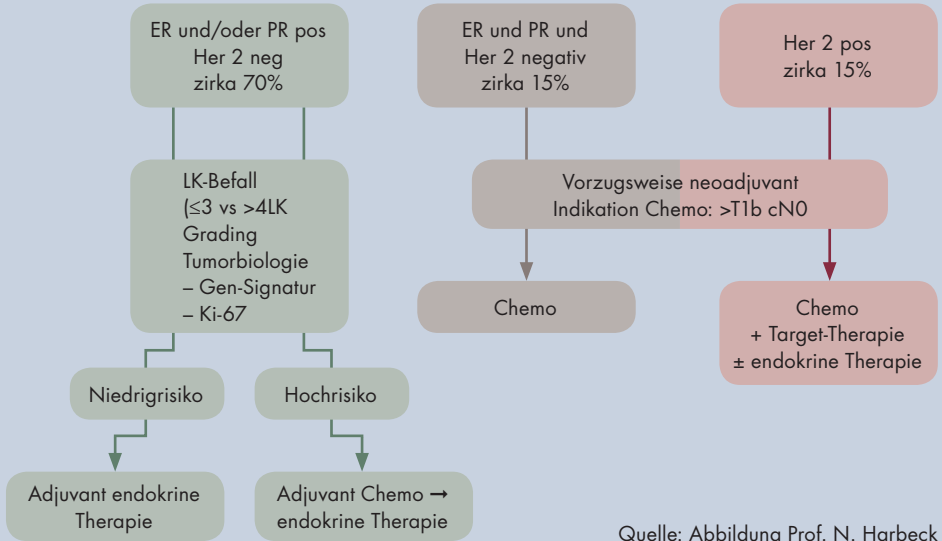 ER und/oder PR pos
Her 2 neg
zirka 70%
ER und PR und
Her 2 negativ
zirka 15%
Her 2 pos
zirka 15%
LK-Befall
(≤3 vs >4LK
Grading
Tumorbiologie
– Gen-Signatur
– Ki-67
Vorzugsweise neoadjuvant
Indikation Chemo: >T1b cN0
Chemo
Chemo
+ Target-Therapie
± endokrine Therapie
Niedrigrisiko
Hochrisiko
Adjuvant endokrine
Therapie
Adjuvant Chemo →
endokrine Therapie
Quelle: Abbildung Prof. N. Harbeck